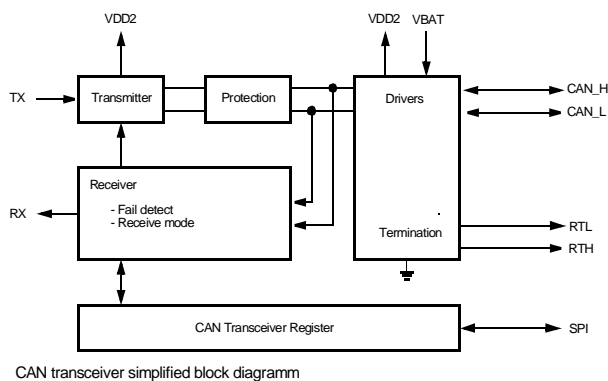 VDD2
VDD2
VBAT
TX
Transmitter
Protection
Drivers
CAN_H
CAN_L
Receiver
- Fail detect
- Receive mode
RX
Termination
RTL
RTH
CAN Transceiver Register
SPI
CAN transceiver simplified block diagramm